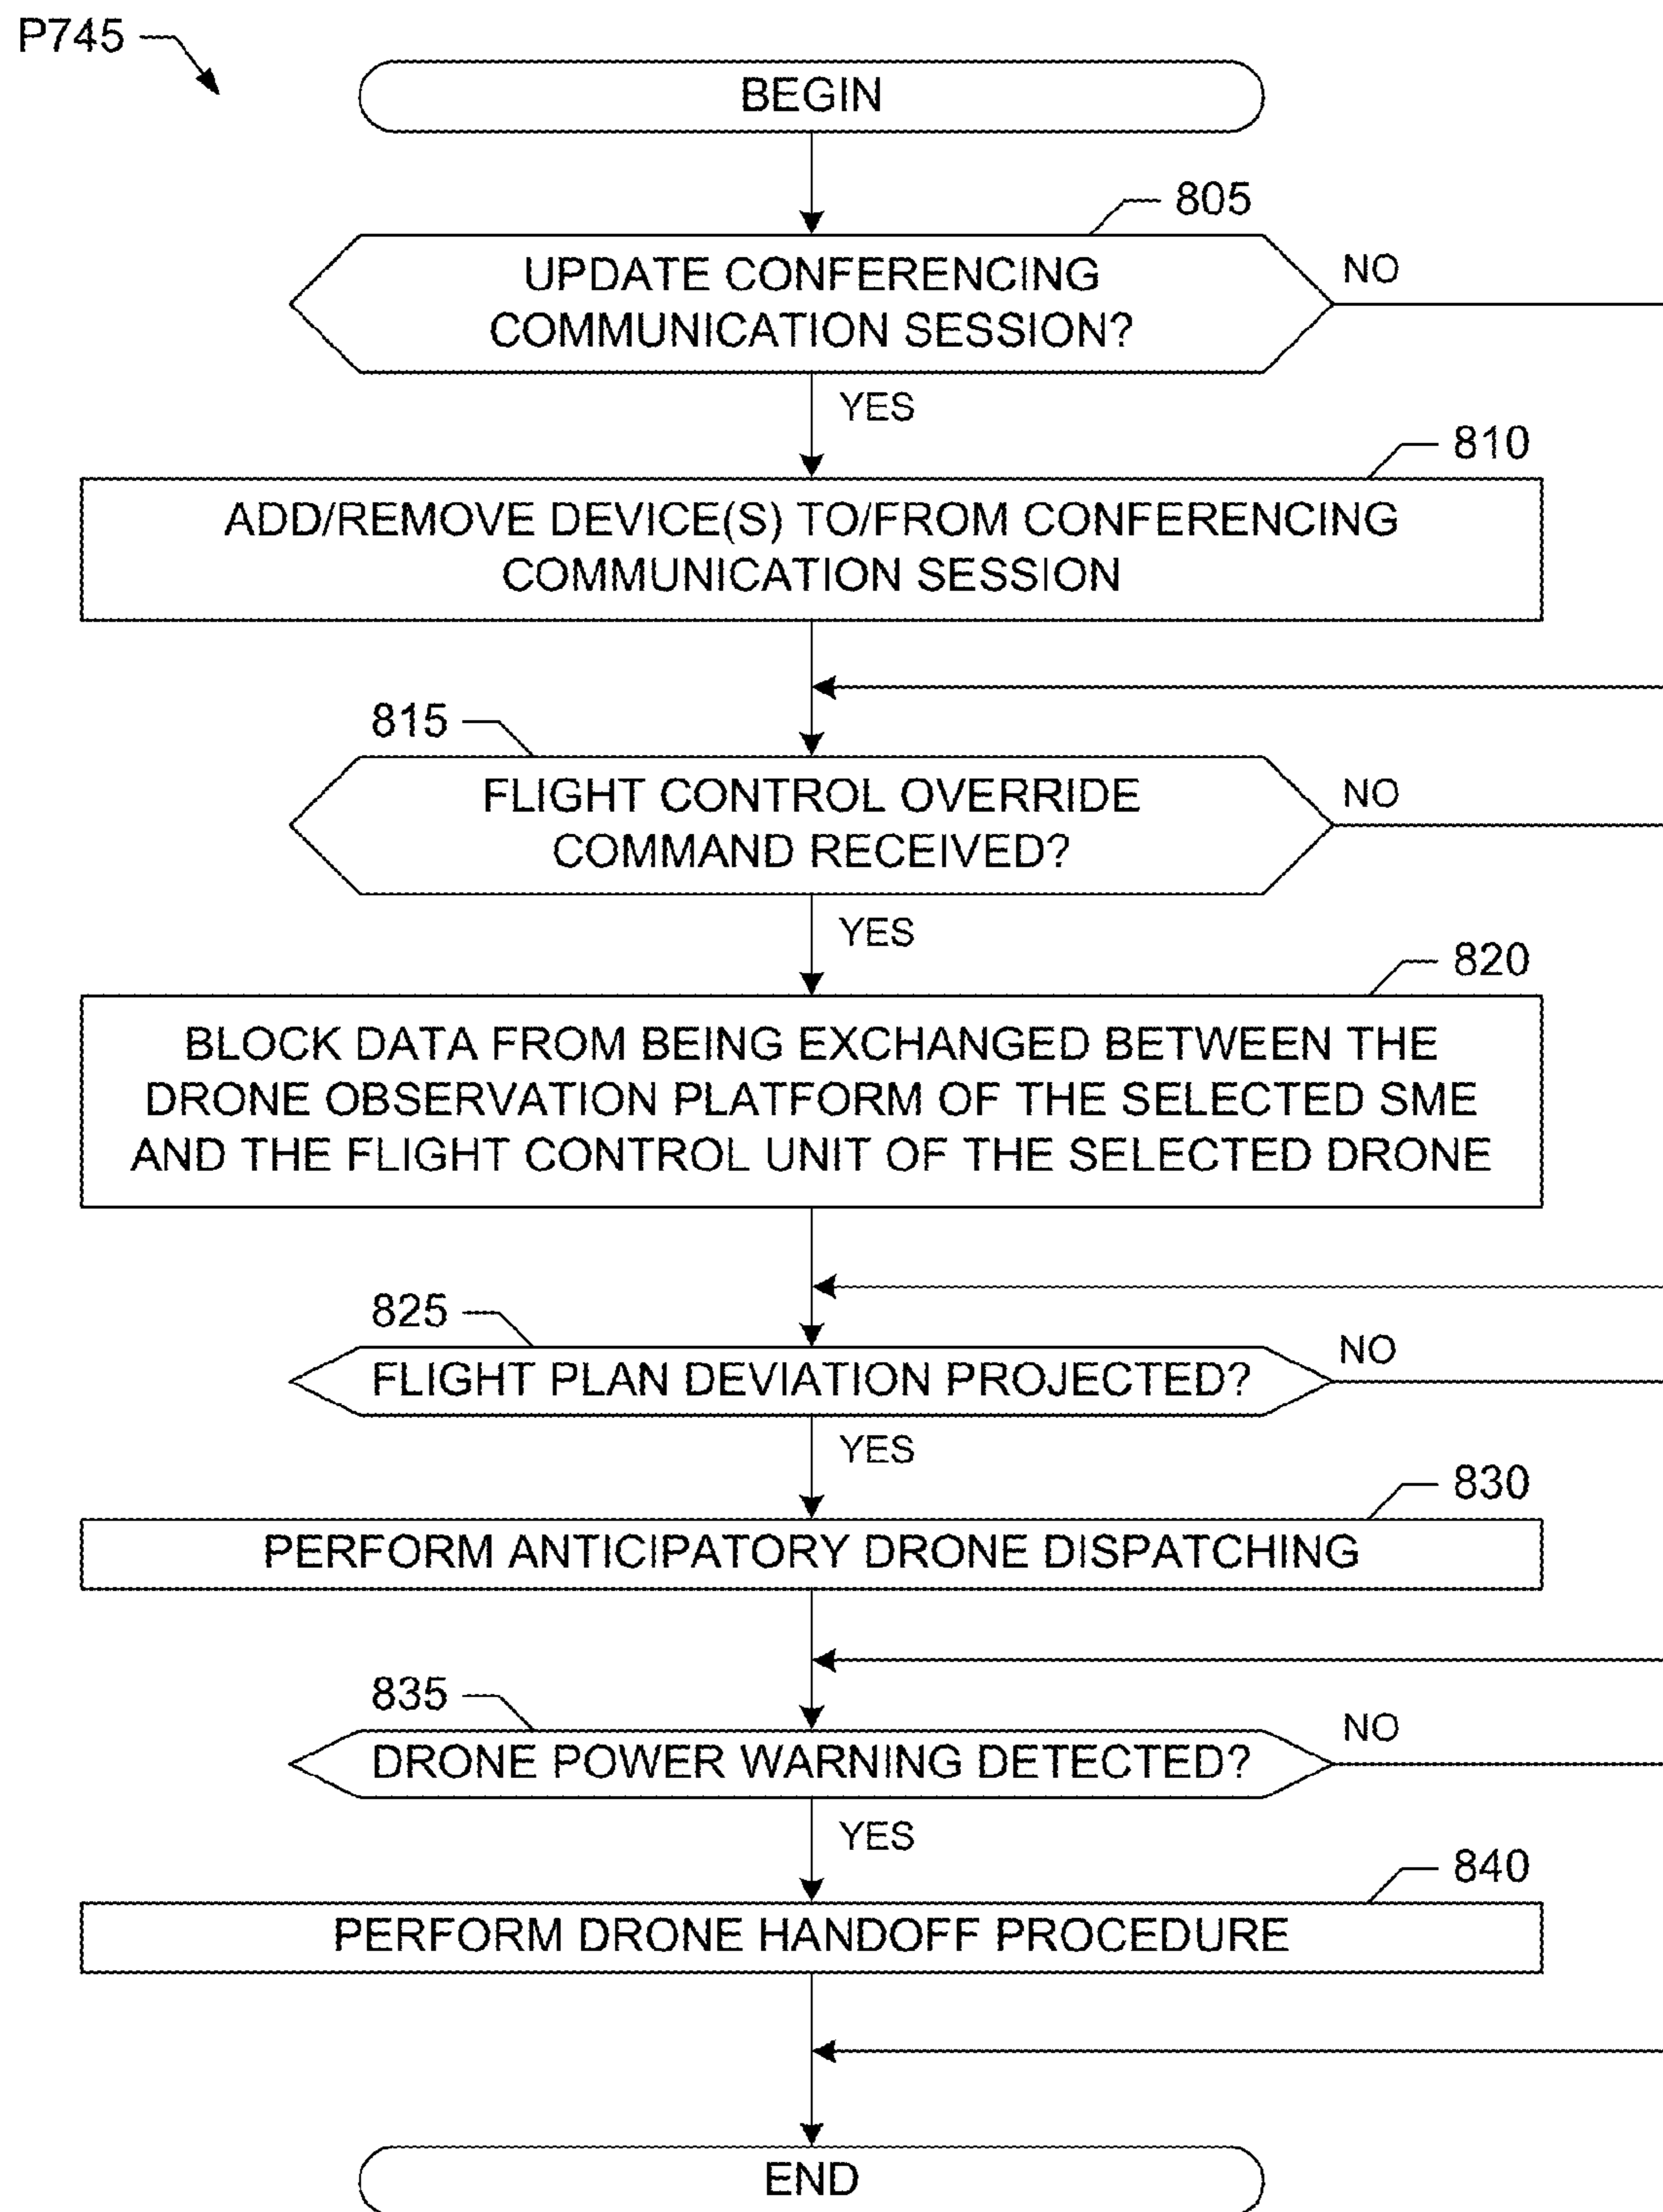 P745
BEGIN
805
UPDATE CONFERENCING
COMMUNICATION SESSION?
NO
YES
810
ADD/REMOVE DEVICE(S) TO/FROM CONFERENCING
COMMUNICATION SESSION
815
FLIGHT CONTROL OVERRIDE
COMMAND RECEIVED?
NO
YES
820
BLOCK DATA FROM BEING EXCHANGED BETWEEN THE
DRONE OBSERVATION PLATFORM OF THE SELECTED SME
AND THE FLIGHT CONTROL UNIT OF THE SELECTED DRONE
825
FLIGHT PLAN DEVIATION PROJECTED?
NO
YES
830
PERFORM ANTICIPATORY DRONE DISPATCHING
835
DRONE POWER WARNING DETECTED?
NO
YES
840
PERFORM DRONE HANDOFF PROCEDURE
END